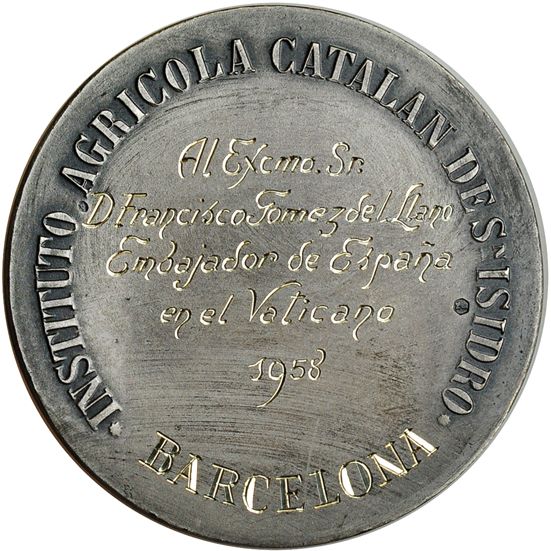 INSTITUTO AGRICOLA CATALAN DE Sⁿ ISIDRO
Al Excmo. Sr.
D Francisco Gomez del Llano
Embajador de España
en el Vaticano
1958
BARCELONA